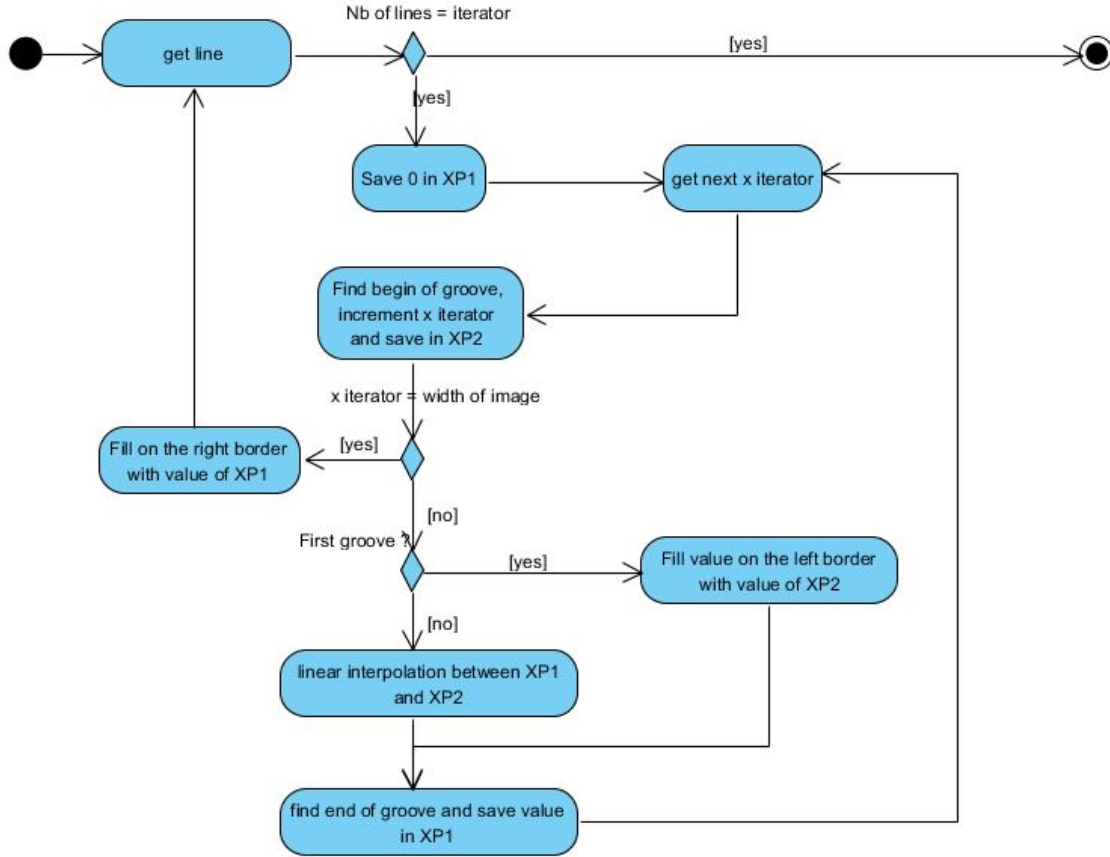 Nb of lines = iterator
get line
[yes]
[yes]
Save 0 in XP1
get next x iterator
Find begin of groove,
increment x iterator
and save in XP2
x iterator = width of image
Fill on the right border
with value of XP1
[yes]
[no]
First groove ?
[yes]
Fill value on the left border
with value of XP2
[no]
linear interpolation between XP1
and XP2
find end of groove and save value
in XP1